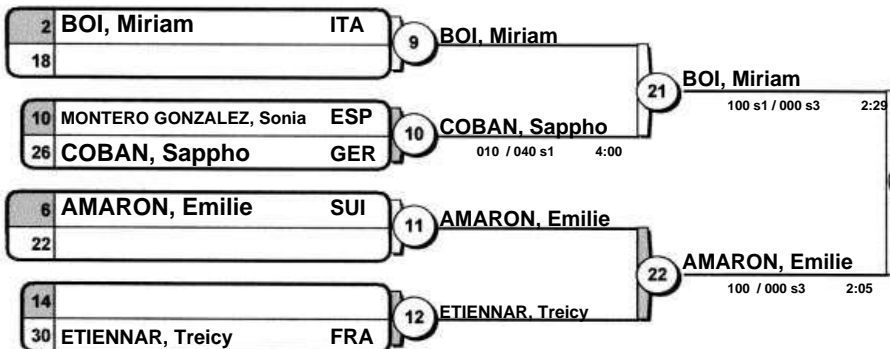 2 BOI, Miriam ITA
18
9 BOI, Miriam
10 MONTERO GONZALEZ, Sonia ESP
26 COBAN, Sappho GER
10 COBAN, Sappho
010 / 040 s1 4:00
21 BOI, Miriam
100 s1 / 000 s3 2:29
6 AMARON, Emilie SUI
22
11 AMARON, Emilie
14
30 ETIENNAR, Treicy FRA
12 ETIENNAR, Treicy
22 AMARON, Emilie
100 / 000 s3 2:05